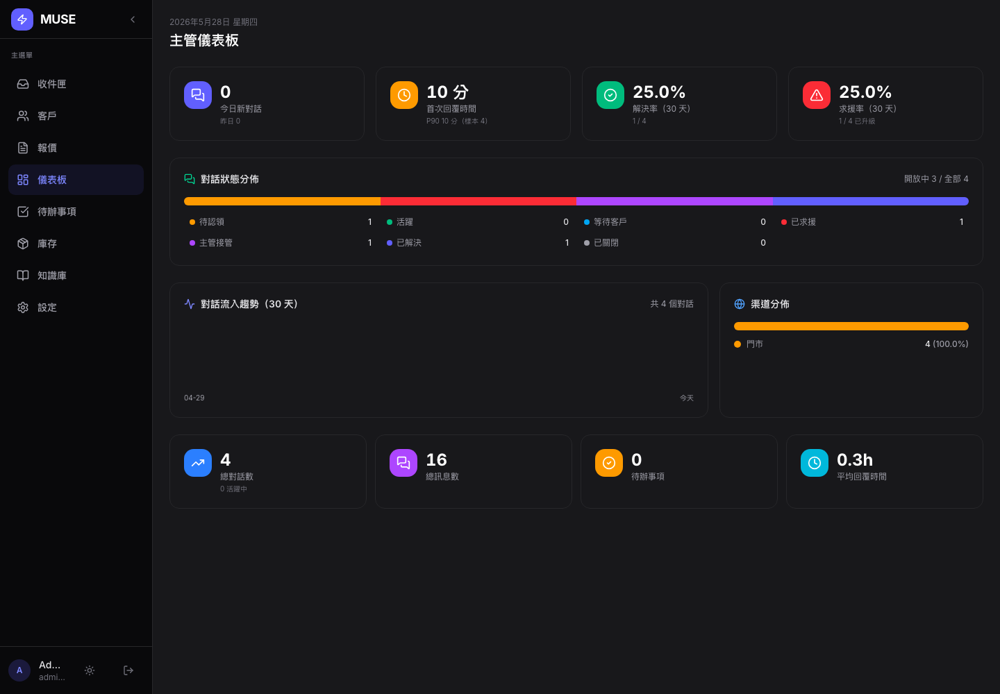 MUSE
主選單
收件匣
客戶
報價
儀表板
待辦事項
庫存
知識庫
設定
A
Ad...
admi...
2026年5月28日 星期四
主管儀表板
0
今日新對話
昨日 0
10 分
首次回覆時間
P90 10 分（樣本 4）
25.0%
解決率（30 天）
1 / 4
25.0%
求援率（30 天）
1 / 4 已升級
對話狀態分佈
開放中 3 / 全部 4
待認領 1
活躍 0
等待客戶 0
已求援 1
主管接管 1
已解決 1
已關閉 0
對話流入趨勢（30 天）
共 4 個對話
04-29
今天
渠道分佈
門市 4 (100.0%)
4
總對話數
0 活躍中
16
總訊息數
0
待辦事項
0.3h
平均回覆時間